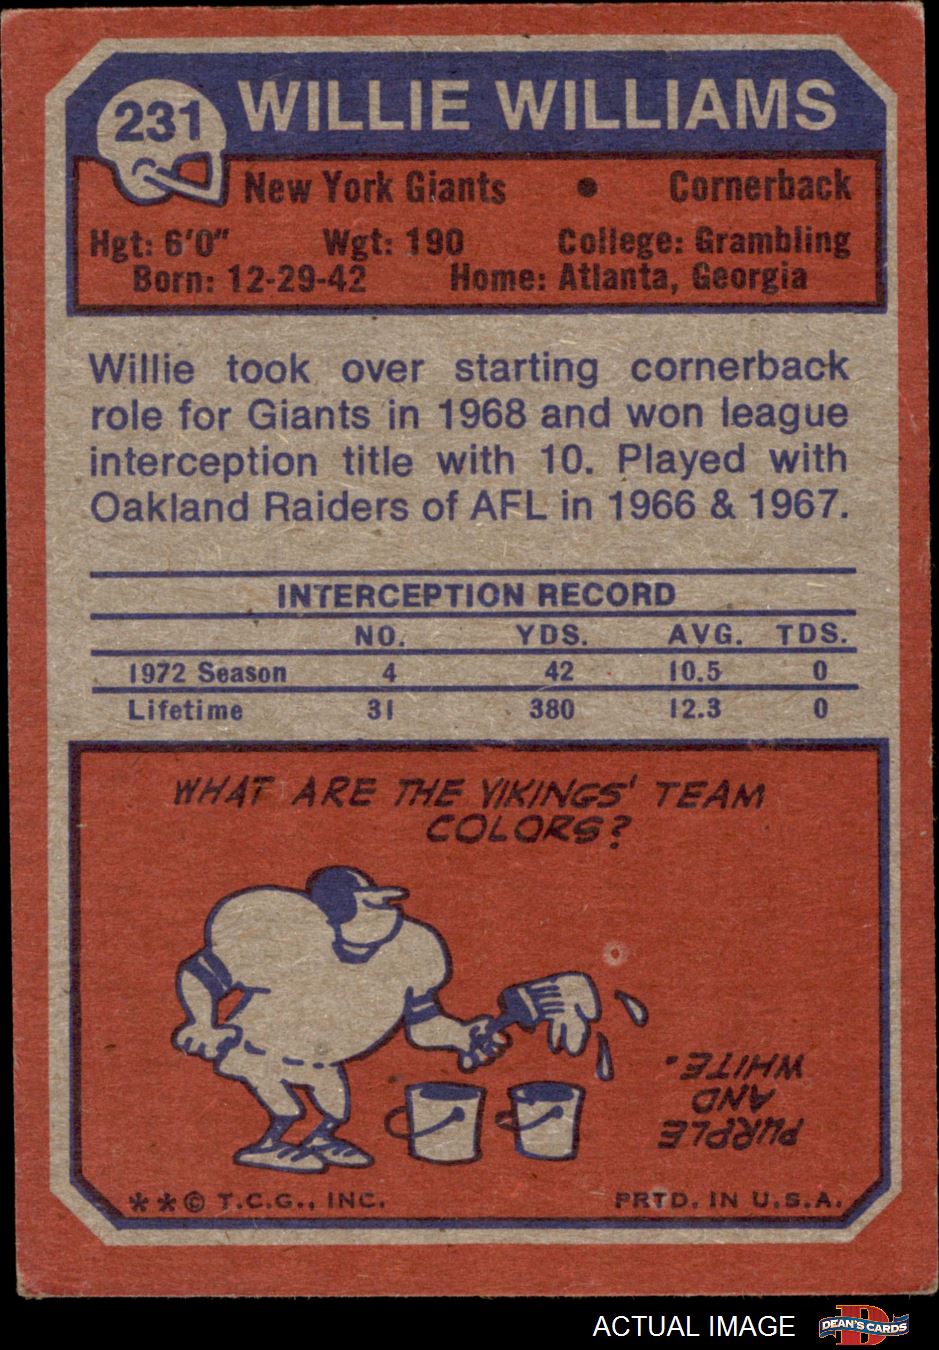 231 WILLIE WILLIAMS
New York Giants • Cornerback
Hgt: 6'0" Wgt: 190 College: Grambling
Born: 12-29-42 Home: Atlanta, Georgia
Willie took over starting cornerback
role for Giants in 1968 and won league
interception title with 10. Played with
Oakland Raiders of AFL in 1966 & 1967.
INTERCEPTION RECORD
NO. YDS. AVG. TDS.
1972 Season 4 42 10.5 0
Lifetime 31 380 12.3 0
WHAT ARE THE VIKINGS' TEAM
COLORS?
PURPLE
AND
WHITE.
**© T.C.G., INC. PRTD. IN U.S.A.
ACTUAL IMAGE D DEAN'S CARDS